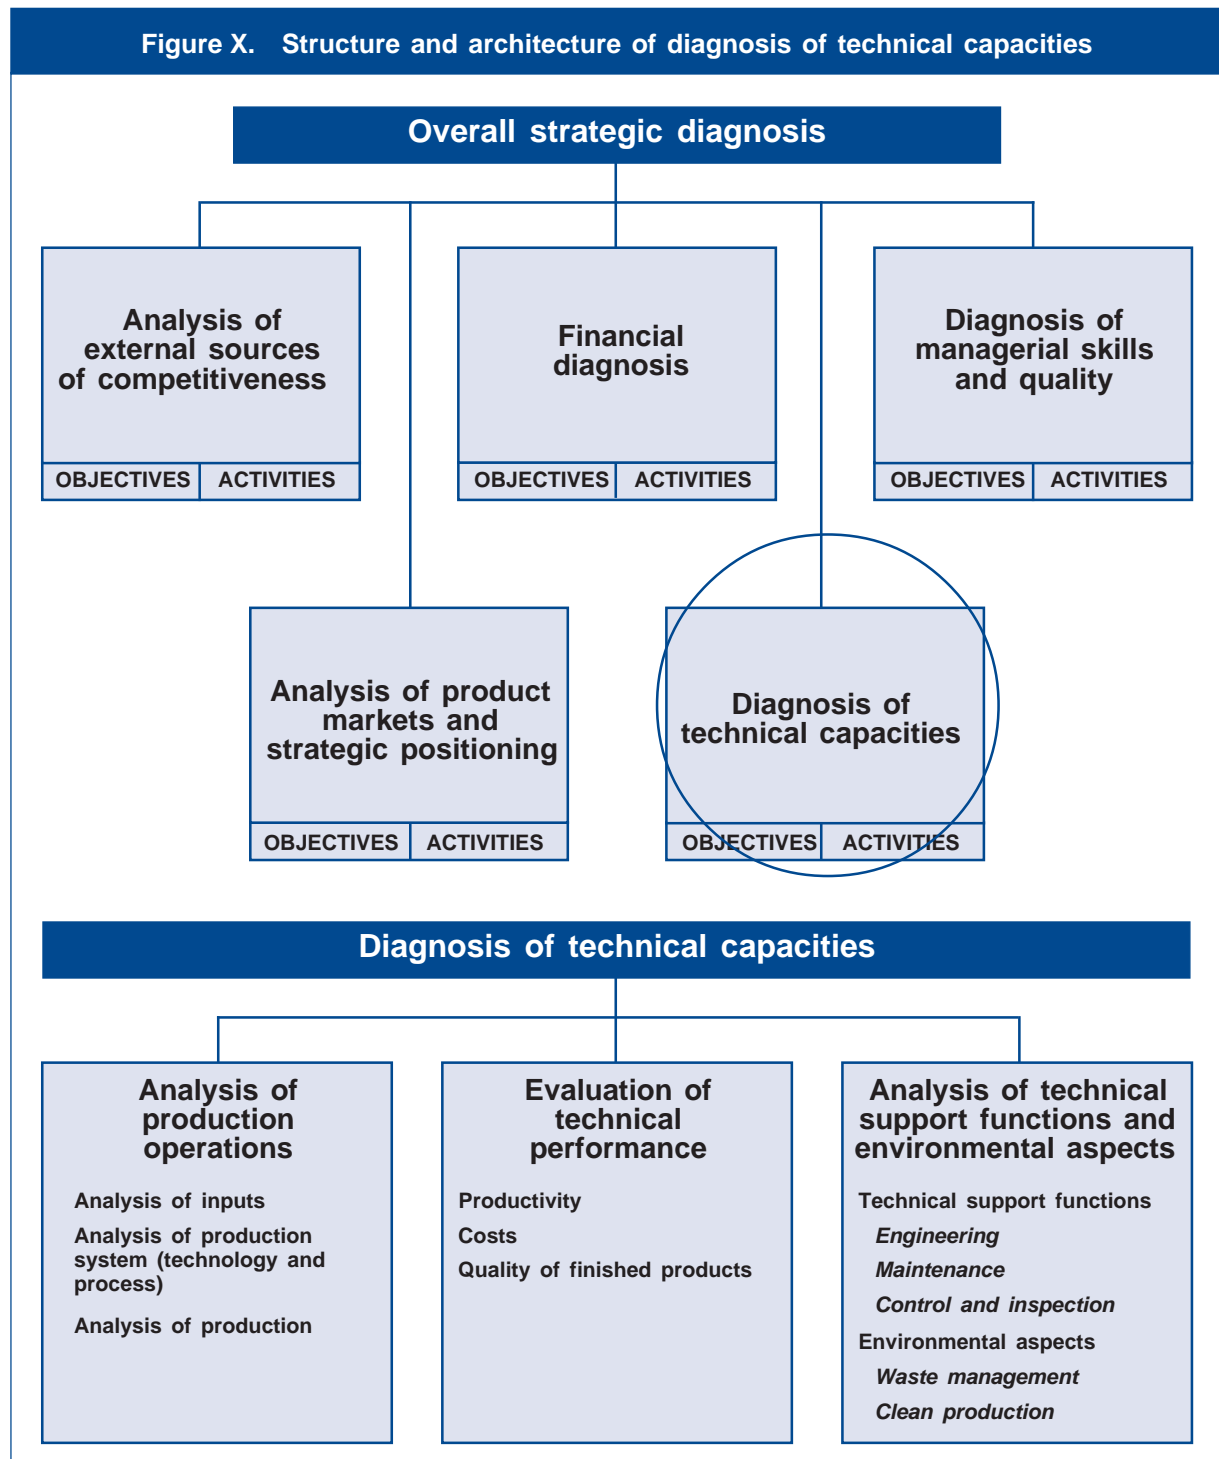 Figure X. Structure and architecture of diagnosis of technical capacities
Overall strategic diagnosis
Analysis of
external sources
of competitiveness
OBJECTIVES
ACTIVITIES
Financial
diagnosis
OBJECTIVES
ACTIVITIES
Diagnosis of
managerial skills
and quality
OBJECTIVES
ACTIVITIES
Analysis of product
markets and
strategic positioning
OBJECTIVES
ACTIVITIES
Diagnosis of
technical capacities
OBJECTIVES
ACTIVITIES
Diagnosis of technical capacities
Analysis of
production
operations
Analysis of inputs
Analysis of production
system (technology and
process)
Analysis of production
Evaluation of
technical
performance
Productivity
Costs
Quality of finished products
Analysis of technical
support functions and
environmental aspects
Technical support functions
Engineering
Maintenance
Control and inspection
Environmental aspects
Waste management
Clean production